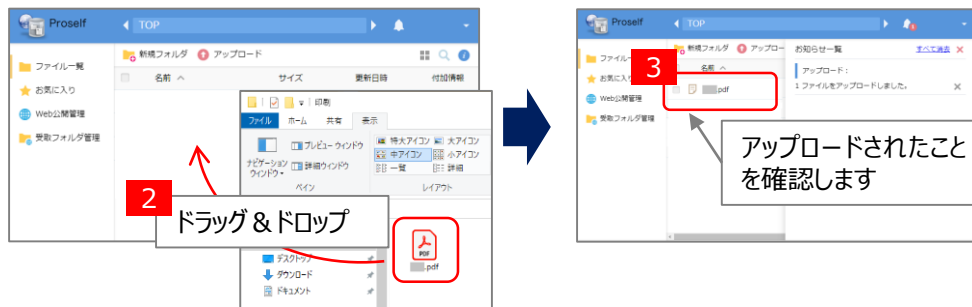 Proself
TOP
新規フォルダ アップロード
ファイル一覧
お気に入り
Web公開管理
受取フォルダ管理
名前 サイズ 更新日時 付加情報
印刷
ファイル ホーム 共有 表示
ナビゲーション
ウィンドウ
プレビュー ウィンドウ
詳細ウィンドウ
特大アイコン 大アイコン
中アイコン 小アイコン
一覧 詳細
ペイン レイアウト
2
ドラッグ＆ドロップ
デスクトップ
ダウンロード
ドキュメント
PDF
.pdf
Proself
TOP
新規フォルダ アップロー
ファイル一
お気に入
Web公開管理
受取フォルダ管理
3
名前
.pdf
お知らせ一覧 すべて消去
アップロード：
1 ファイルをアップロードしました。
アップロードされたこと
を確認します